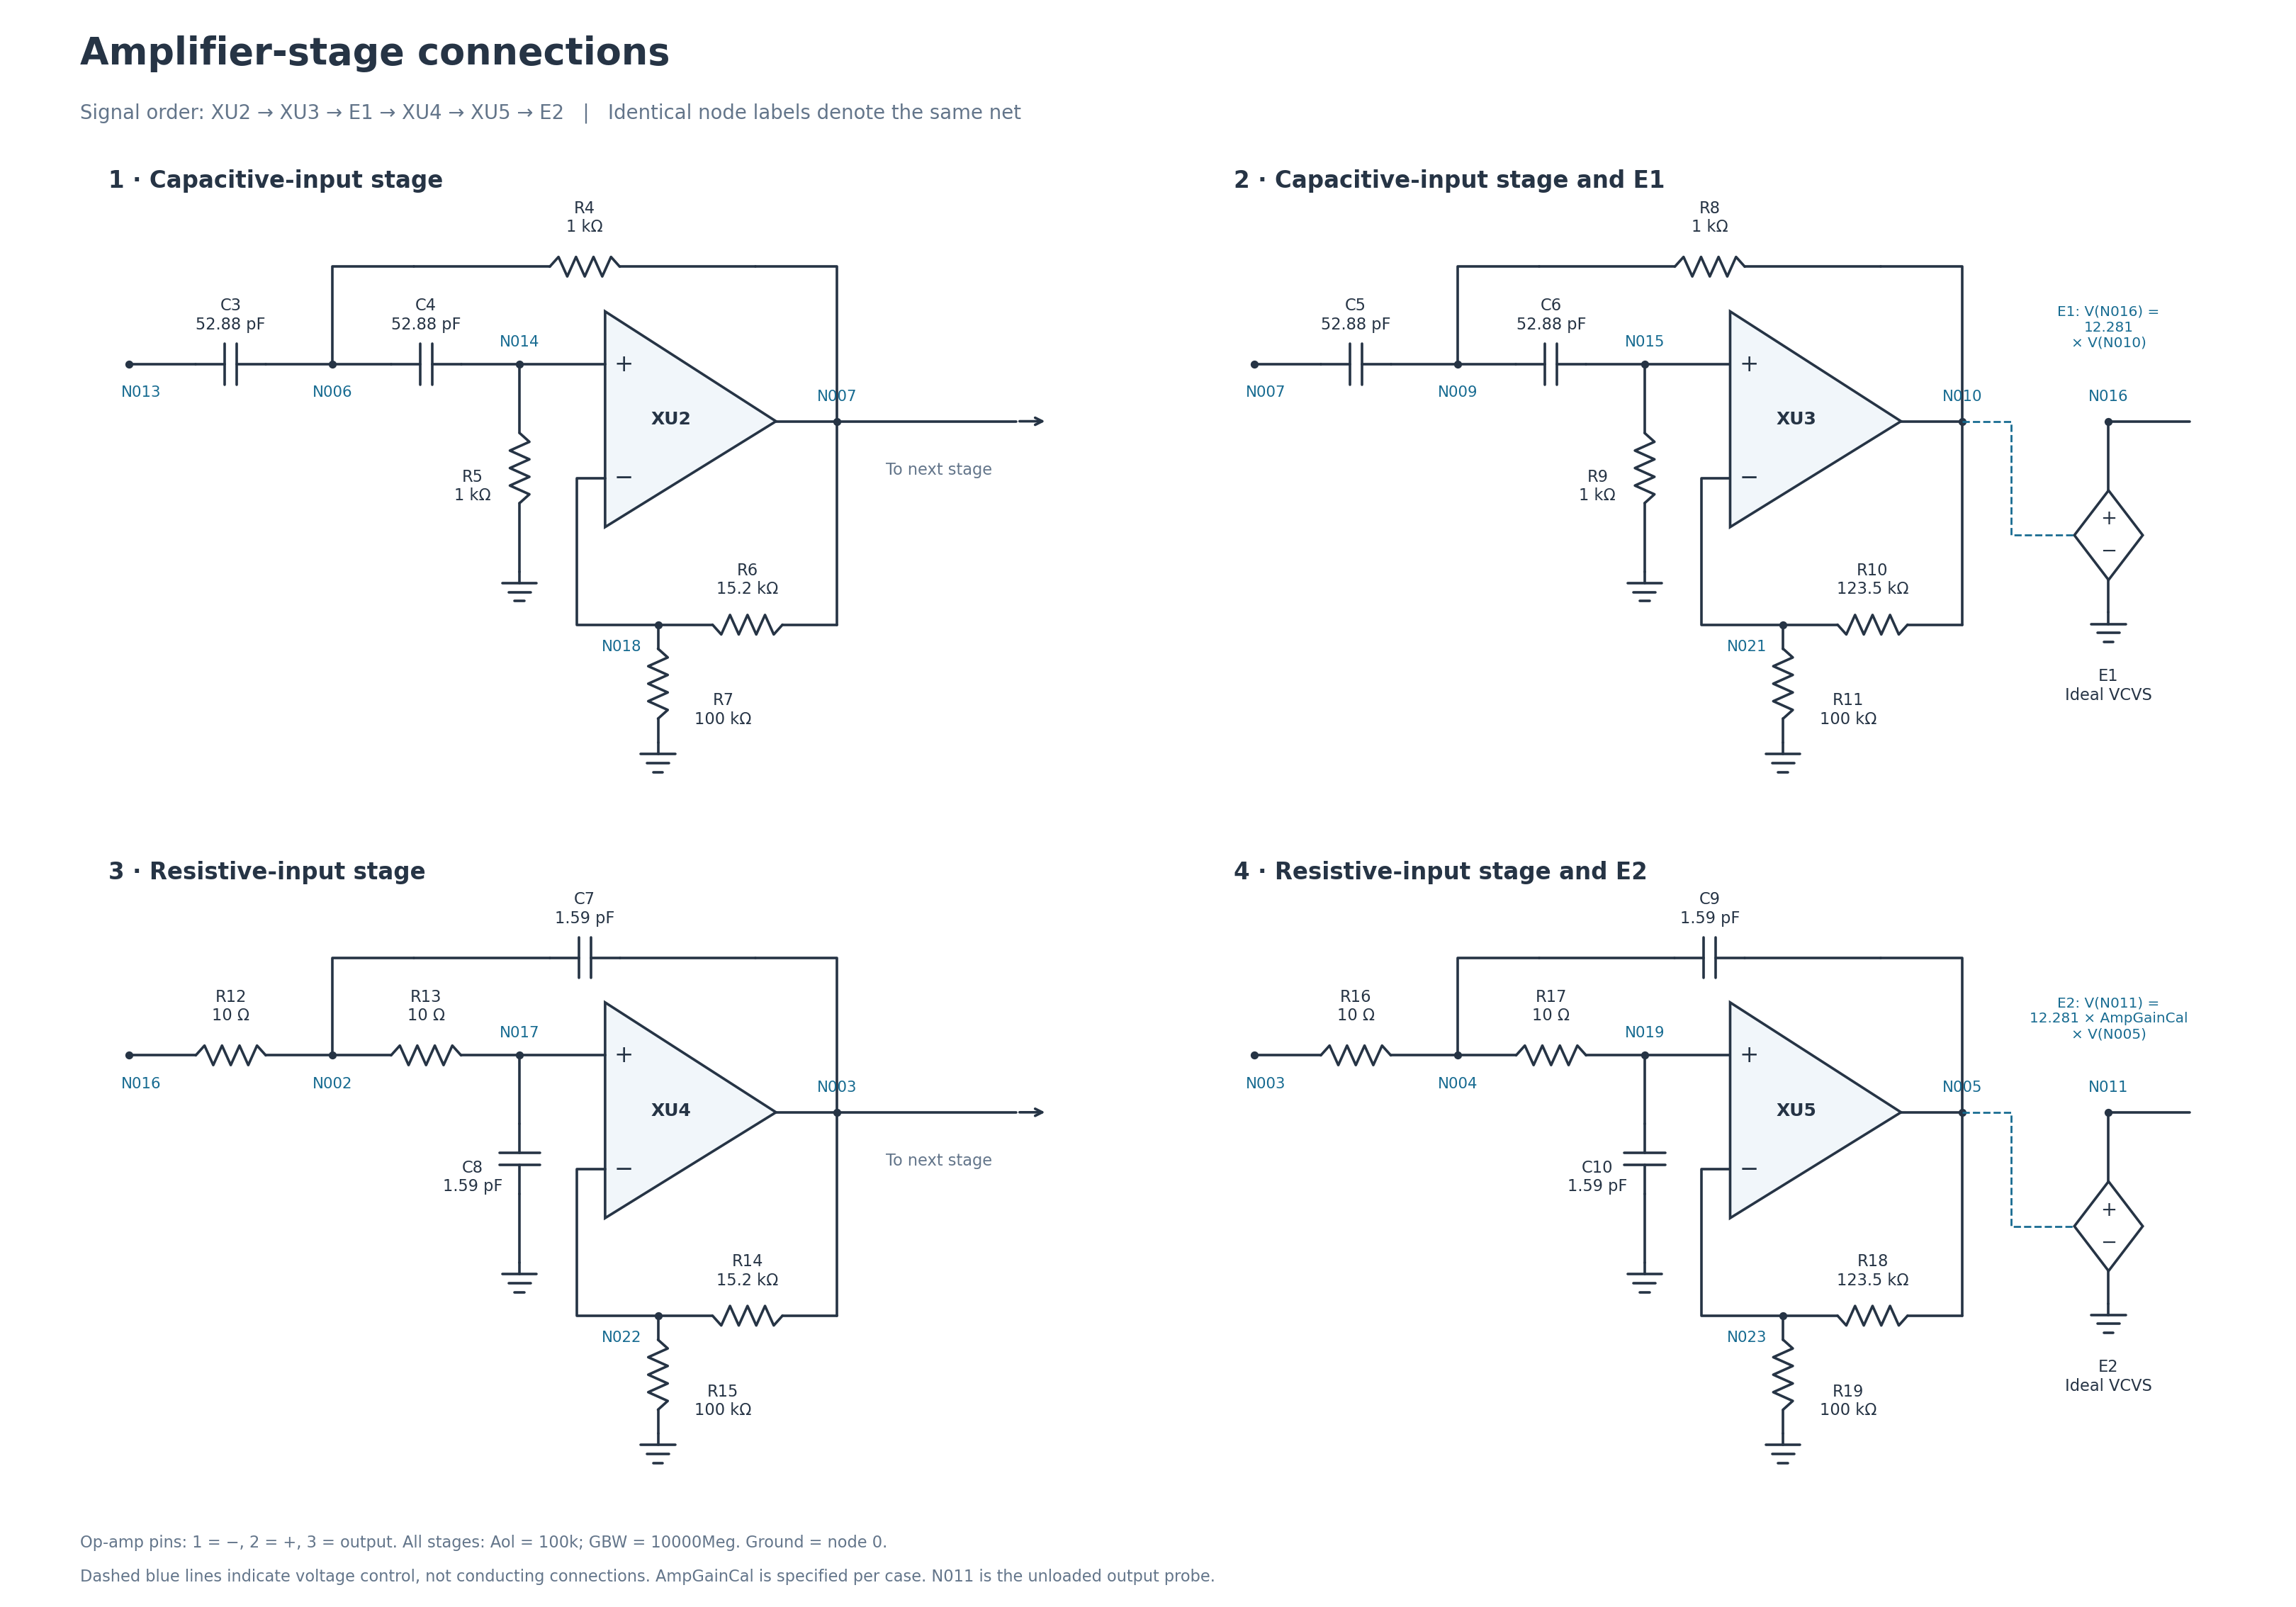 Amplifier-stage connections
Signal order: XU2 → XU3 → E1 → XU4 → XU5 → E2   |   Identical node labels denote the same net
1 · Capacitive-input stage
R4
1 kΩ
C3
52.88 pF
C4
52.88 pF
N014
N013
N006
+
XU2
−
N007
To next stage
R5
1 kΩ
R6
15.2 kΩ
N018
R7
100 kΩ
2 · Capacitive-input stage and E1
R8
1 kΩ
C5
52.88 pF
C6
52.88 pF
N015
N007
N009
+
XU3
−
N010
E1: V(N016) =
12.281
× V(N010)
N016
+
−
R9
1 kΩ
R10
123.5 kΩ
N021
R11
100 kΩ
E1
Ideal VCVS
3 · Resistive-input stage
C7
1.59 pF
R12
10 Ω
R13
10 Ω
N017
N016
N002
+
XU4
−
N003
To next stage
C8
1.59 pF
R14
15.2 kΩ
N022
R15
100 kΩ
4 · Resistive-input stage and E2
C9
1.59 pF
R16
10 Ω
R17
10 Ω
N019
N003
N004
+
XU5
−
N005
E2: V(N011) =
12.281 × AmpGainCal
× V(N005)
N011
+
−
C10
1.59 pF
R18
123.5 kΩ
N023
R19
100 kΩ
E2
Ideal VCVS
Op-amp pins: 1 = −, 2 = +, 3 = output. All stages: Aol = 100k; GBW = 10000Meg. Ground = node 0.
Dashed blue lines indicate voltage control, not conducting connections. AmpGainCal is specified per case. N011 is the unloaded output probe.